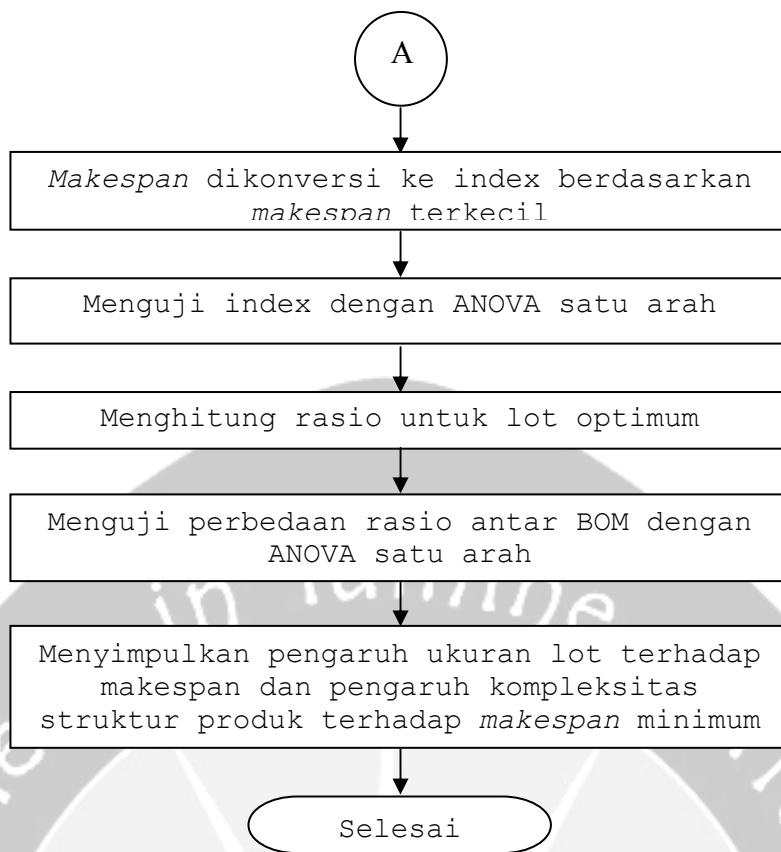 A
Makespan dikonversi ke index berdasarkan
makespan terkecil
Menguji index dengan ANOVA satu arah
Menghitung rasio untuk lot optimum
Menguji perbedaan rasio antar BOM dengan
ANOVA satu arah
in lumine
Menyimpulkan pengaruh ukuran lot terhadap
makespan dan pengaruh kompleksitas
struktur produk terhadap makespan minimum
Selesai